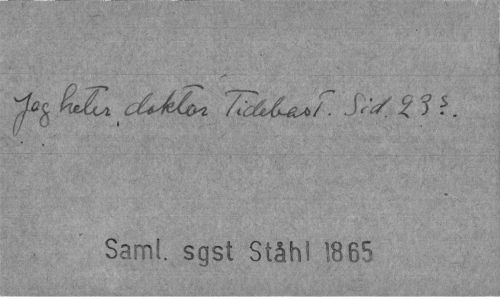 Jag heter doktor Tidebast. Sid. 23 s.
Saml. sgst Ståhl 1865